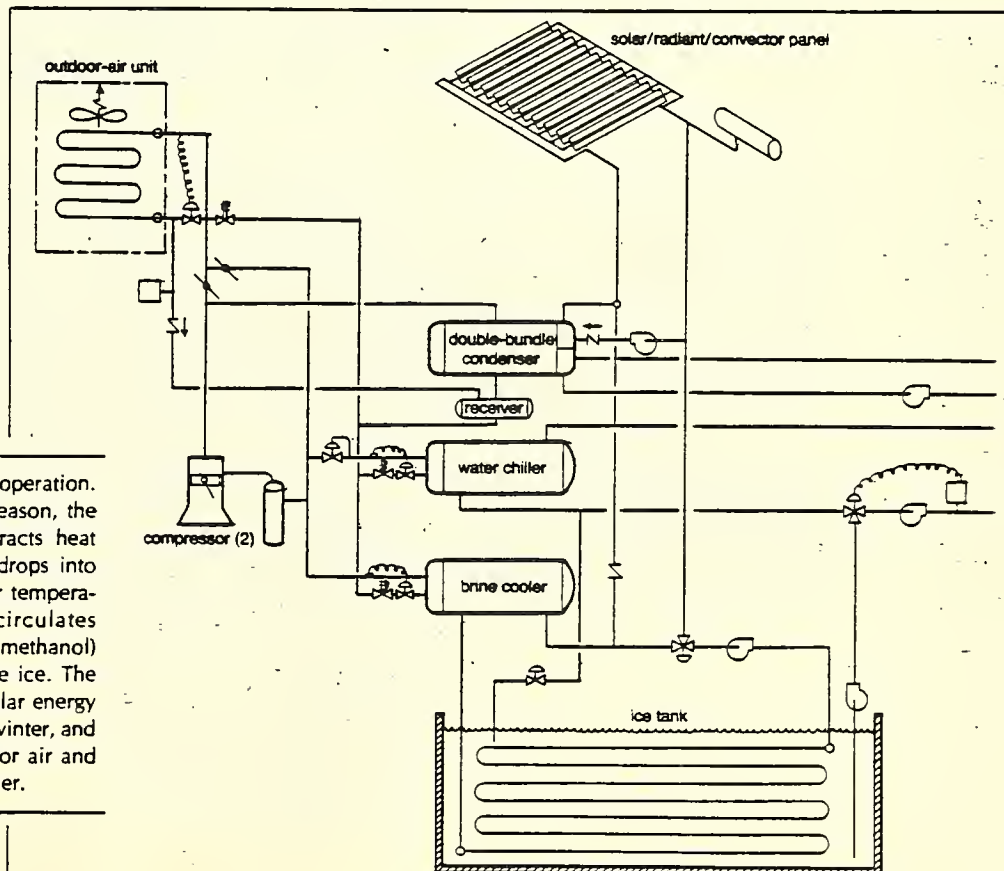 solar/radiant/convector panel
outdoor-air unit
double-bundle
condenser
receiver
water chiller
compressor (2)
brine cooler
ice tank
operation.
eason, the
racts heat
drops into
r tempera-
circulates
methanol)
e ice. The
lar energy
vinter, and
or air and
er.